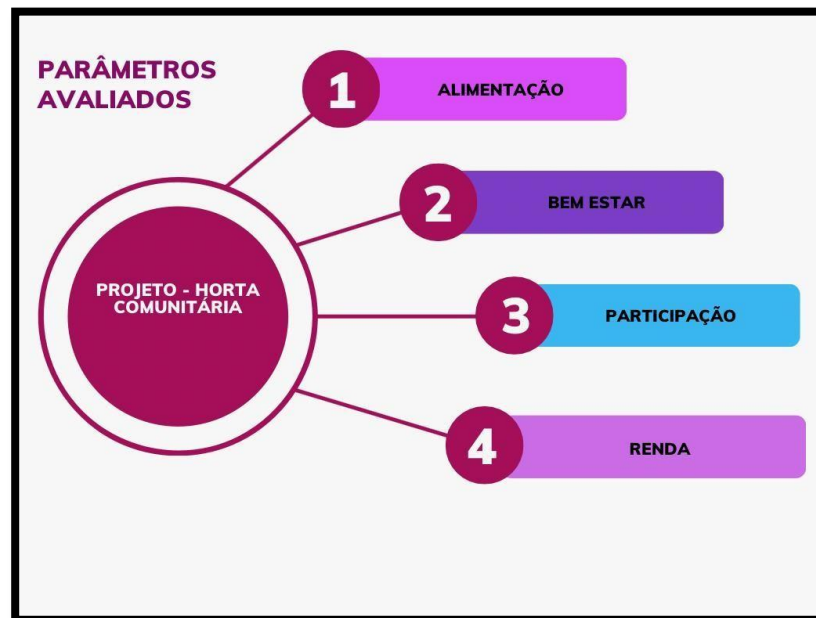 PARÂMETROS
AVALIADOS
1
ALIMENTAÇÃO
2
BEM ESTAR
PROJETO - HORTA
COMUNITÁRIA
3
PARTICIPAÇÃO
4
RENDA